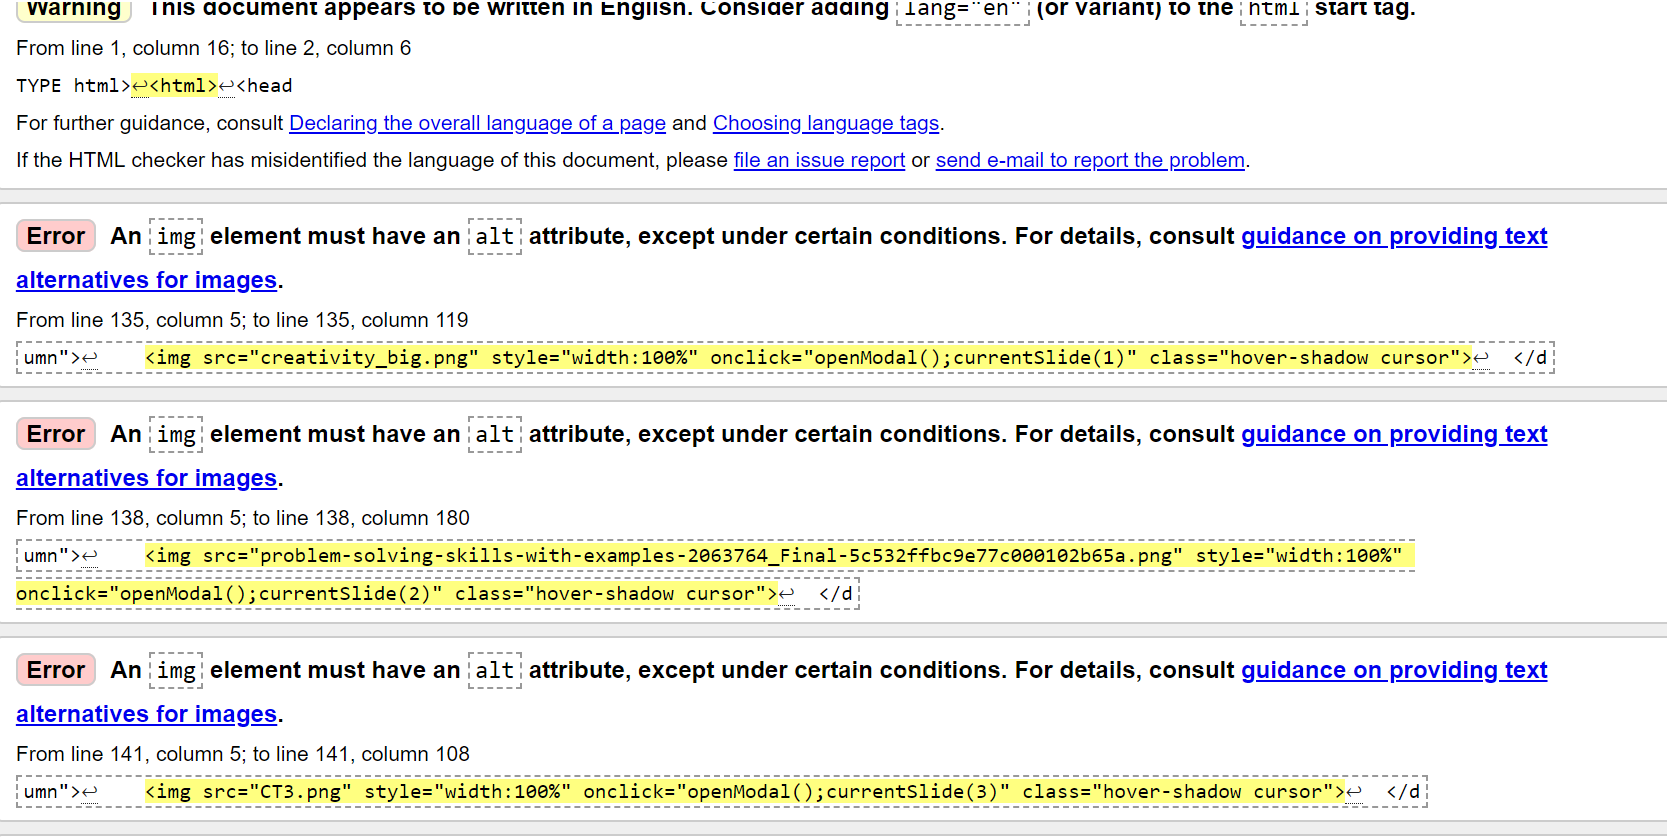 Warning This document appears to be written in English. Consider adding lang="en" (or variant) to the html start tag.
From line 1, column 16; to line 2, column 6
TYPE html>↩<html>↩<head
For further guidance, consult Declaring the overall language of a page and Choosing language tags.
If the HTML checker has misidentified the language of this document, please file an issue report or send e-mail to report the problem.
Error An img element must have an alt attribute, except under certain conditions. For details, consult guidance on providing text
alternatives for images.
From line 135, column 5; to line 135, column 119
umn">↩ <img src="creativity_big.png" style="width:100%" onclick="openModal();currentSlide(1)" class="hover-shadow cursor">↩ </d
Error An img element must have an alt attribute, except under certain conditions. For details, consult guidance on providing text
alternatives for images.
From line 138, column 5; to line 138, column 180
umn">↩ <img src="problem-solving-skills-with-examples-2063764_Final-5c532ffbc9e77c000102b65a.png" style="width:100%"
onclick="openModal();currentSlide(2)" class="hover-shadow cursor">↩ </d
Error An img element must have an alt attribute, except under certain conditions. For details, consult guidance on providing text
alternatives for images.
From line 141, column 5; to line 141, column 108
umn">↩ <img src="CT3.png" style="width:100%" onclick="openModal();currentSlide(3)" class="hover-shadow cursor">↩ </d